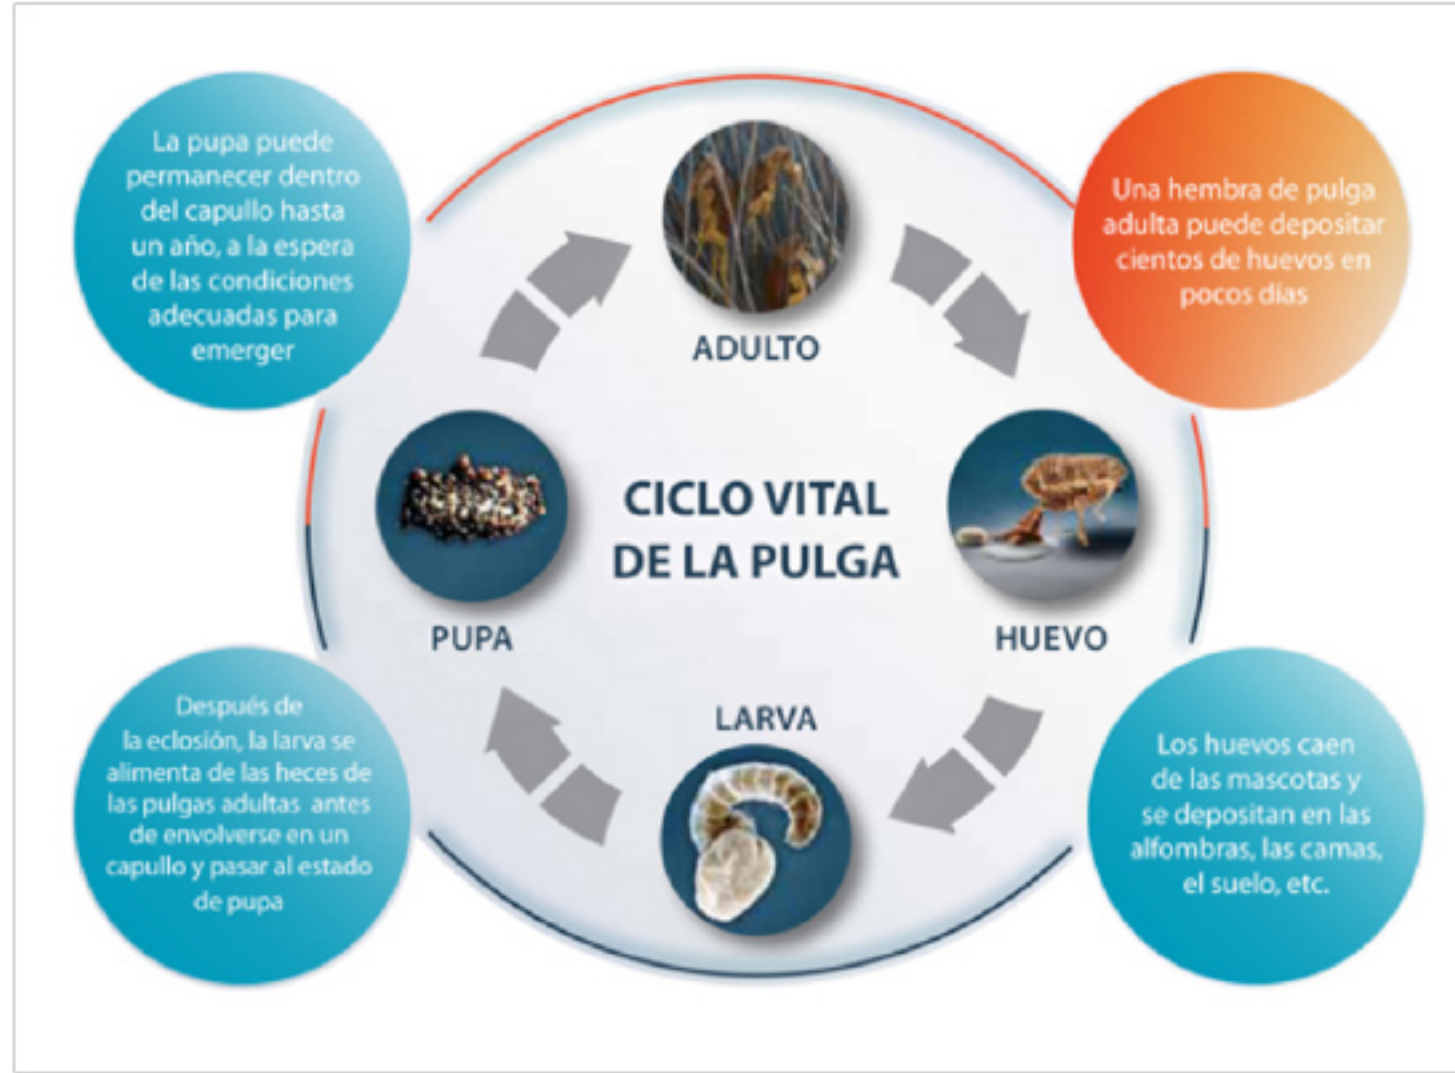 La pupa puede
permanecer dentro
del capullo hasta
un año, a la espera
de las condiciones
adecuadas para
emerger
Una hembra de pulga
adulta puede depositar
cientos de huevos en
pocos días
ADULTO
CICLO VITAL
DE LA PULGA
PUPA
HUEVO
LARVA
Después de
la eclosión, la larva se
alimenta de las heces de
las pulgas adultas antes
de envolverse en un
capullo y pasar al estado
de pupa
Los huevos caen
de las mascotas y
se depositan en las
alfombras, las camas,
el suelo, etc.